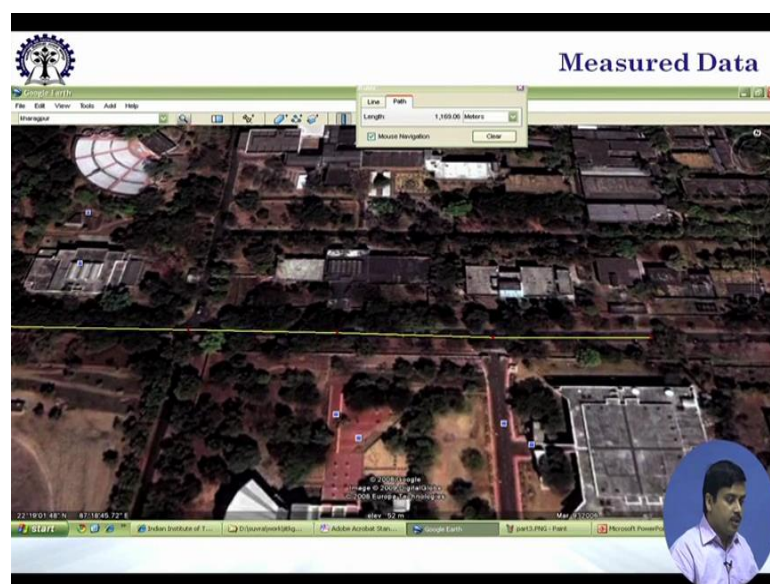 Measured Data
Google Earth
File Edit View Tools Add Help
kharagpur
Line Path
Length: 1,169.06 Meters
Mouse Navigation Clear
© 2008 Google
Image © 2009 DigitalGlobe
© 2008 Europa Technologies
22°19'01.48" N 87°18'45.72" E
elev 52 m
start
Indian Institute of T...
Adobe Acrobat Stan...
Google Earth
part3.PNG - Paint
Microsoft PowerPo